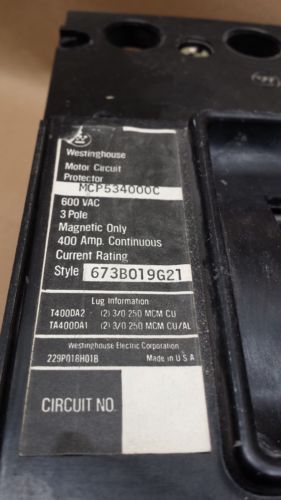 Westinghouse
Motor Circuit
Protector
MCP534000C
600 VAC
3 Pole
Magnetic Only
400 Amp. Continuous
Current Rating
Style 673B019G21
Lug Information
T400DA2 - (2) 3/0 250 MCM CU
TA400DA1 (2) 3/0 250 MCM CU/AL
Westinghouse Electric Corporation
229P018H01B Made in U S A
CIRCUIT NO.